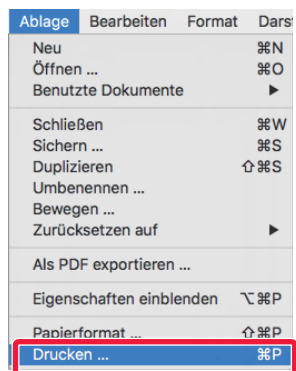 Ablage Bearbeiten Format Dars
Neu ⌘N
Öffnen ... ⌘O
Benutzte Dokumente ▶
Schließen ⌘W
Sichern ... ⌘S
Duplizieren ⇧⌘S
Umbenennen ...
Bewegen ...
Zurücksetzen auf ▶
Als PDF exportieren ...
Eigenschaften einblenden ⌥⌘P
Papierformat ... ⇧⌘P
Drucken ... ⌘P